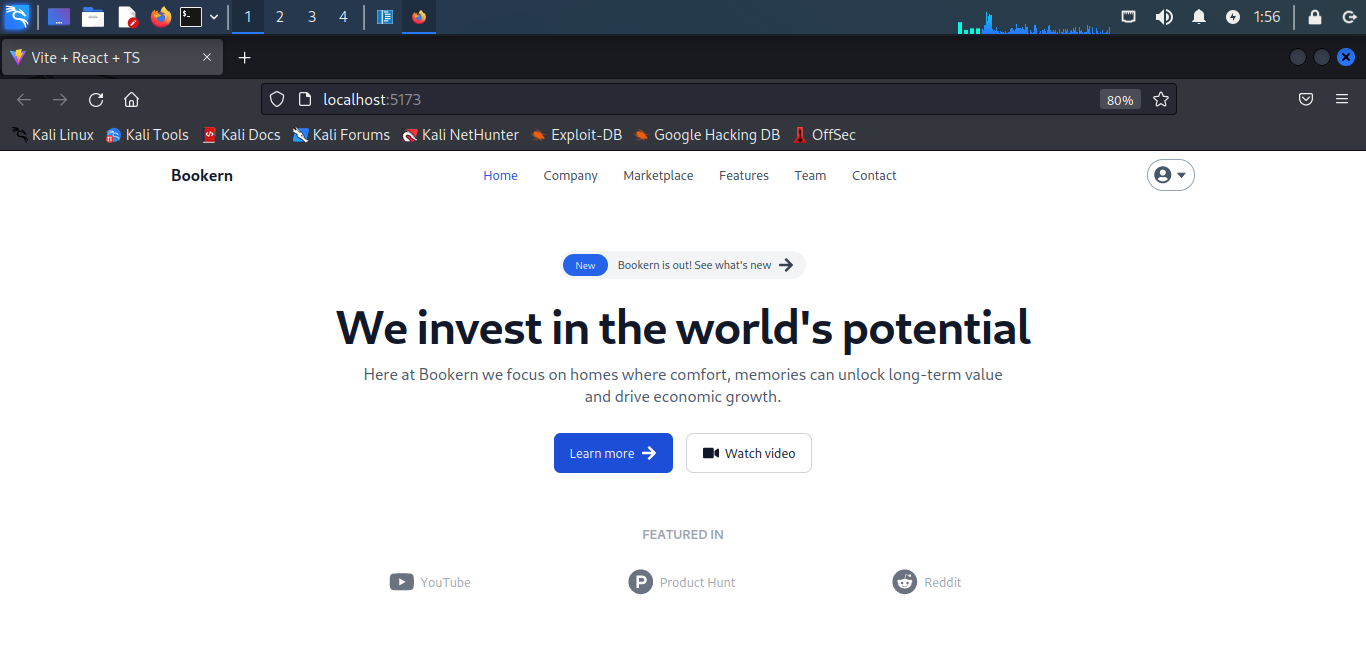 1 2 3 4 1:56
Vite + React + TS
localhost:5173 80%
Kali Linux Kali Tools Kali Docs Kali Forums Kali NetHunter Exploit-DB Google Hacking DB OffSec
Bookern Home Company Marketplace Features Team Contact
New Bookern is out! See what's new
We invest in the world's potential
Here at Bookern we focus on homes where comfort, memories can unlock long-term value
and drive economic growth.
Learn more Watch video
FEATURED IN
YouTube Product Hunt Reddit